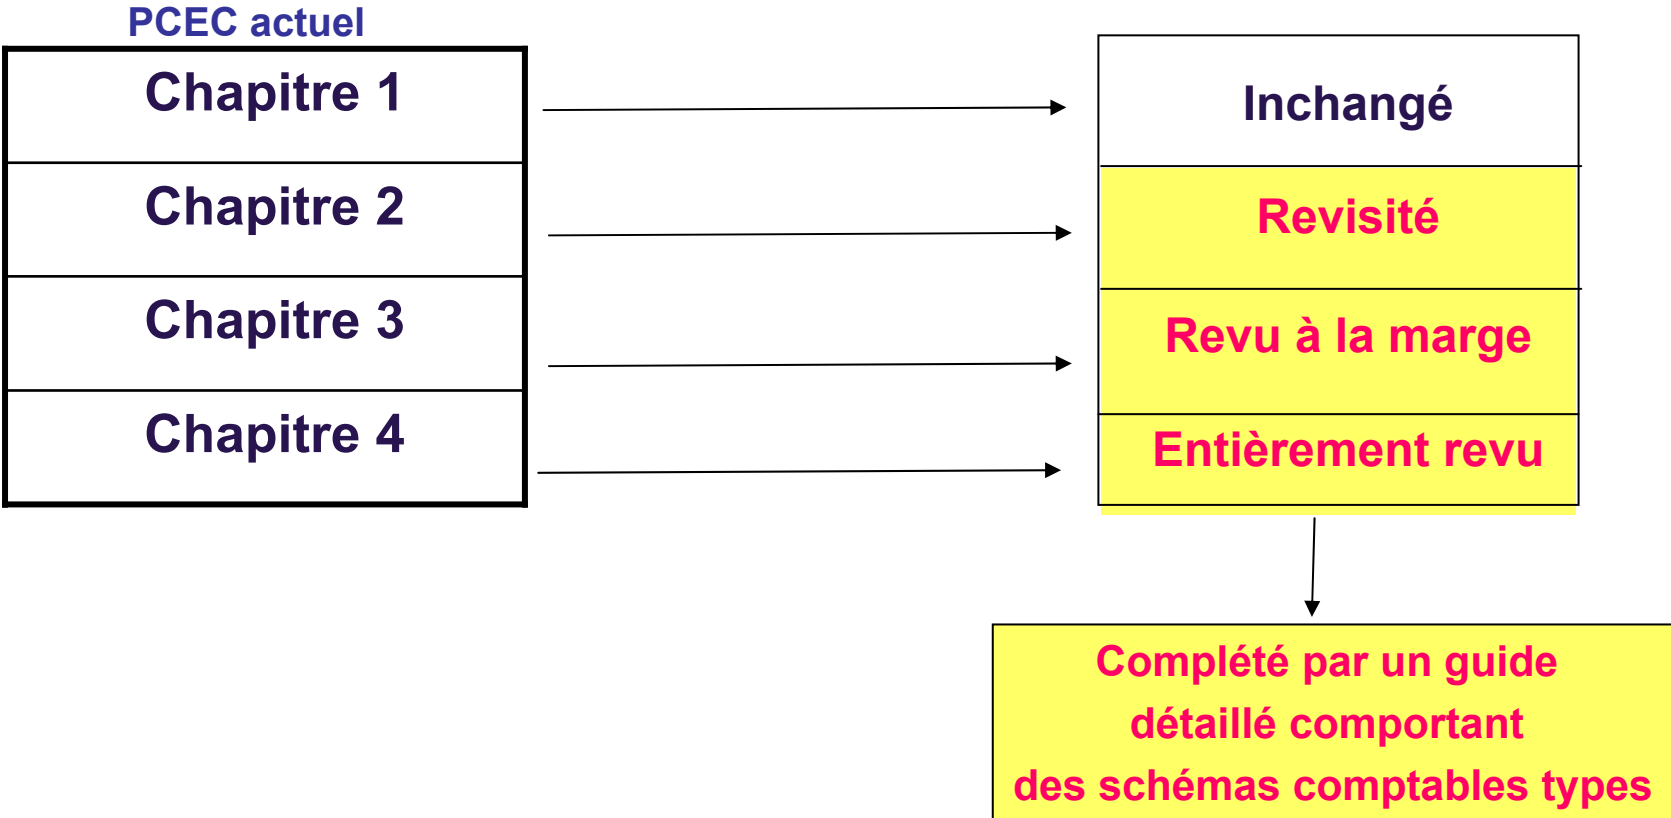 PCEC actuel
Chapitre 1
Inchangé
Chapitre 2
Revisité
Chapitre 3
Revu à la marge
Chapitre 4
Entièrement revu
Complété par un guide
détaillé comportant
des schémas comptables types